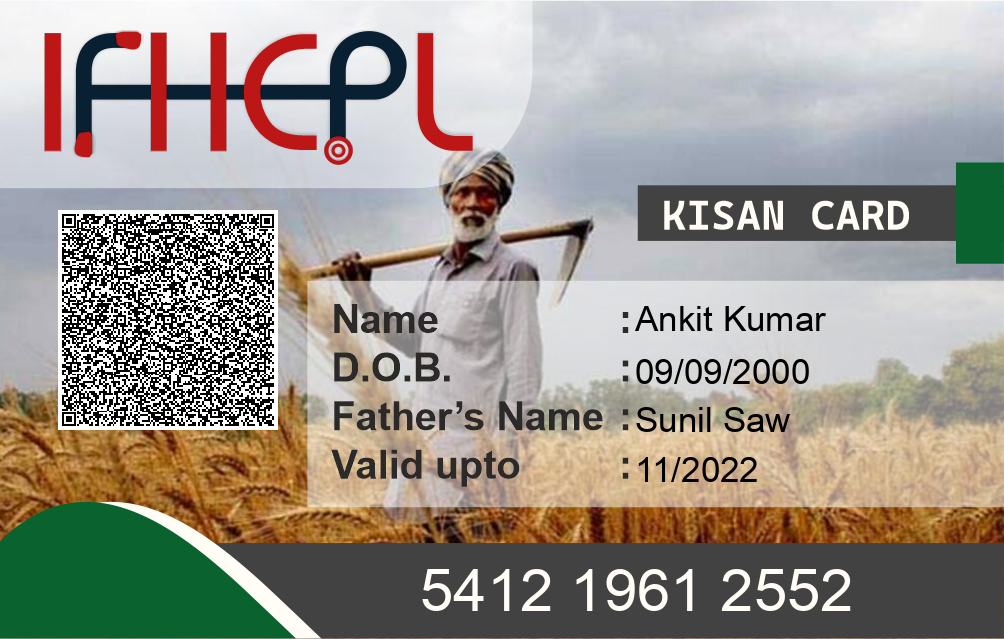 IFHEPL
KISAN CARD
Name : Ankit Kumar
D.O.B. : 09/09/2000
Father's Name : Sunil Saw
Valid upto : 11/2022
5412 1961 2552